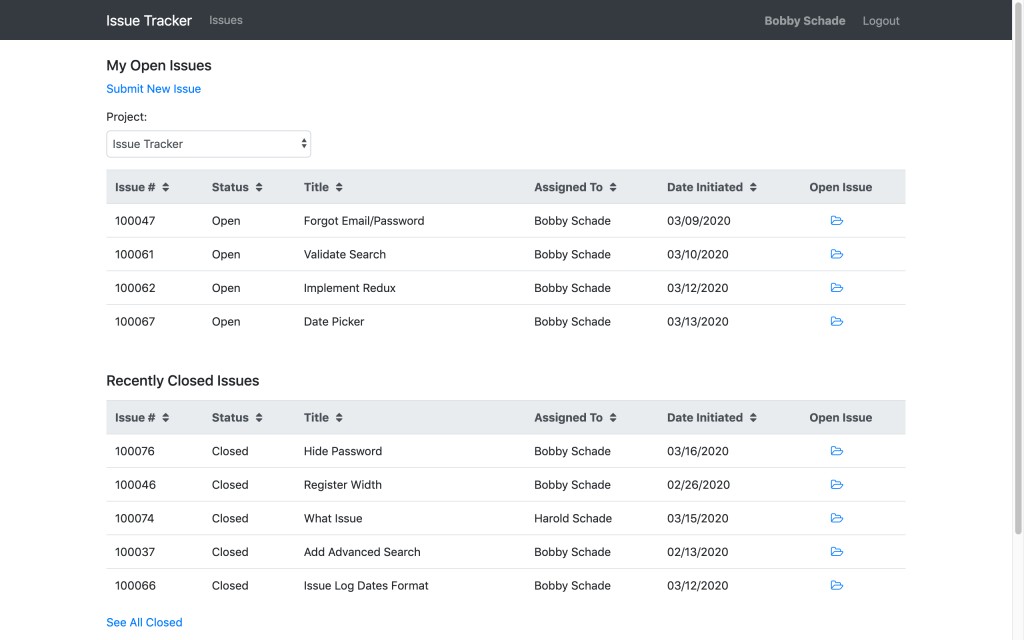 Issue Tracker Issues Bobby Schade Logout
My Open Issues
Submit New Issue
Project:
Issue Tracker
Issue # Status Title Assigned To Date Initiated Open Issue
100047 Open Forgot Email/Password Bobby Schade 03/09/2020
100061 Open Validate Search Bobby Schade 03/10/2020
100062 Open Implement Redux Bobby Schade 03/12/2020
100067 Open Date Picker Bobby Schade 03/13/2020
Recently Closed Issues
Issue # Status Title Assigned To Date Initiated Open Issue
100076 Closed Hide Password Bobby Schade 03/16/2020
100046 Closed Register Width Bobby Schade 02/26/2020
100074 Closed What Issue Harold Schade 03/15/2020
100037 Closed Add Advanced Search Bobby Schade 02/13/2020
100066 Closed Issue Log Dates Format Bobby Schade 03/12/2020
See All Closed